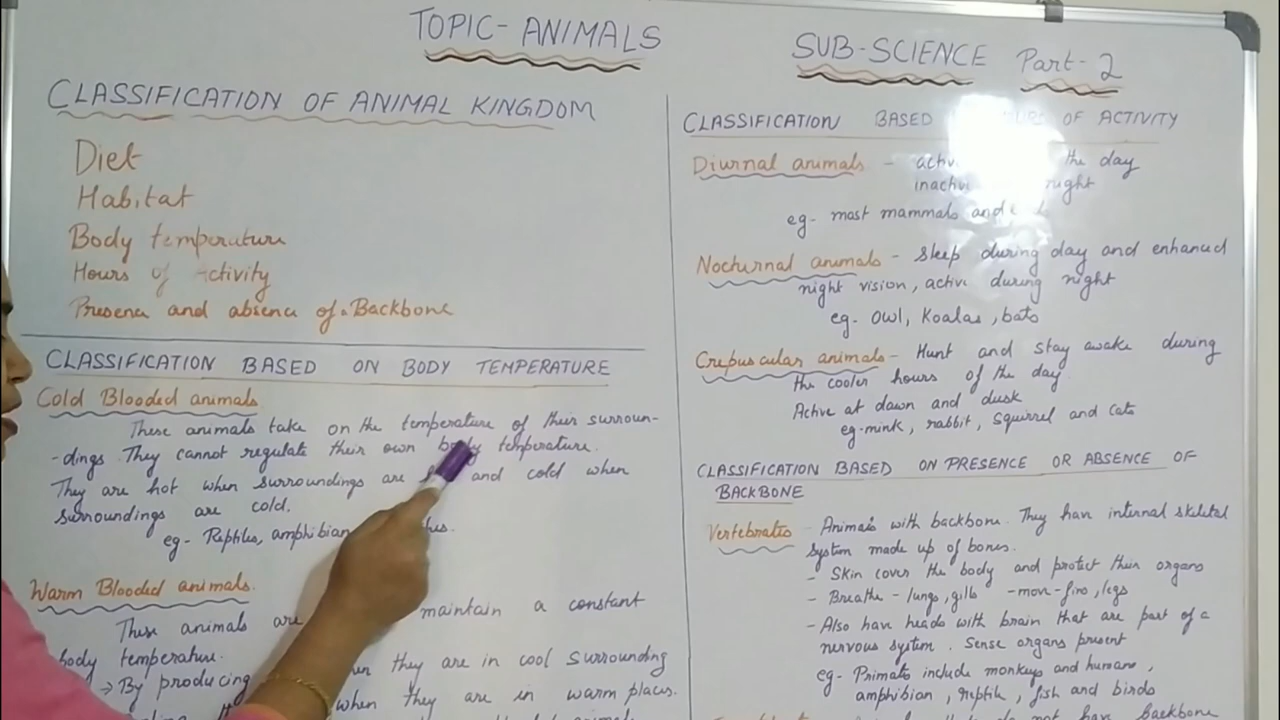 TOPIC- ANIMALS
SUB-SCIENCE Part-2
CLASSIFICATION OF ANIMAL KINGDOM
Diet
Habitat
Body temperature
Hours of Activity
Presence and absence of Backbone
CLASSIFICATION BASED ON BODY TEMPERATURE
Cold Blooded animals
These animals take on the temperature of their surroun-
-dings. They cannot regulate their own body temperature.
They are hot when surroundings are and cold when
surroundings are cold.
eg- Reptiles, amphibian
Warm Blooded animals.
These animals are maintain a constant
body temperature.
→ By producing they are in cool surrounding
when they are in warm places.
CLASSIFICATION BASED OF ACTIVITY
Diurnal animals - the day
night
eg- most mammals and
Nocturnal animals - Sleep during day and enhanced
night vision, active during night
eg- owl, Koalas, bats
Crepuscular animals - Hunt and stay awake during
the cooler hours of the day.
Active at dawn and dusk
eg- mink, rabbit, squirrel and cats
CLASSIFICATION BASED ON PRESENCE OR ABSENCE OF
BACKBONE
Vertebrates - Animals with backbone. They have internal skeletal
system made up of bones.
- Skin cover the body and protect their organs
- Breathe - lungs, gills - move - fins, legs
- Also have heads with brain that are part of a
nervous system. Sense organs present
eg- Primates include monkeys and humans,
amphibian, reptile, fish and birds
not have Backbone